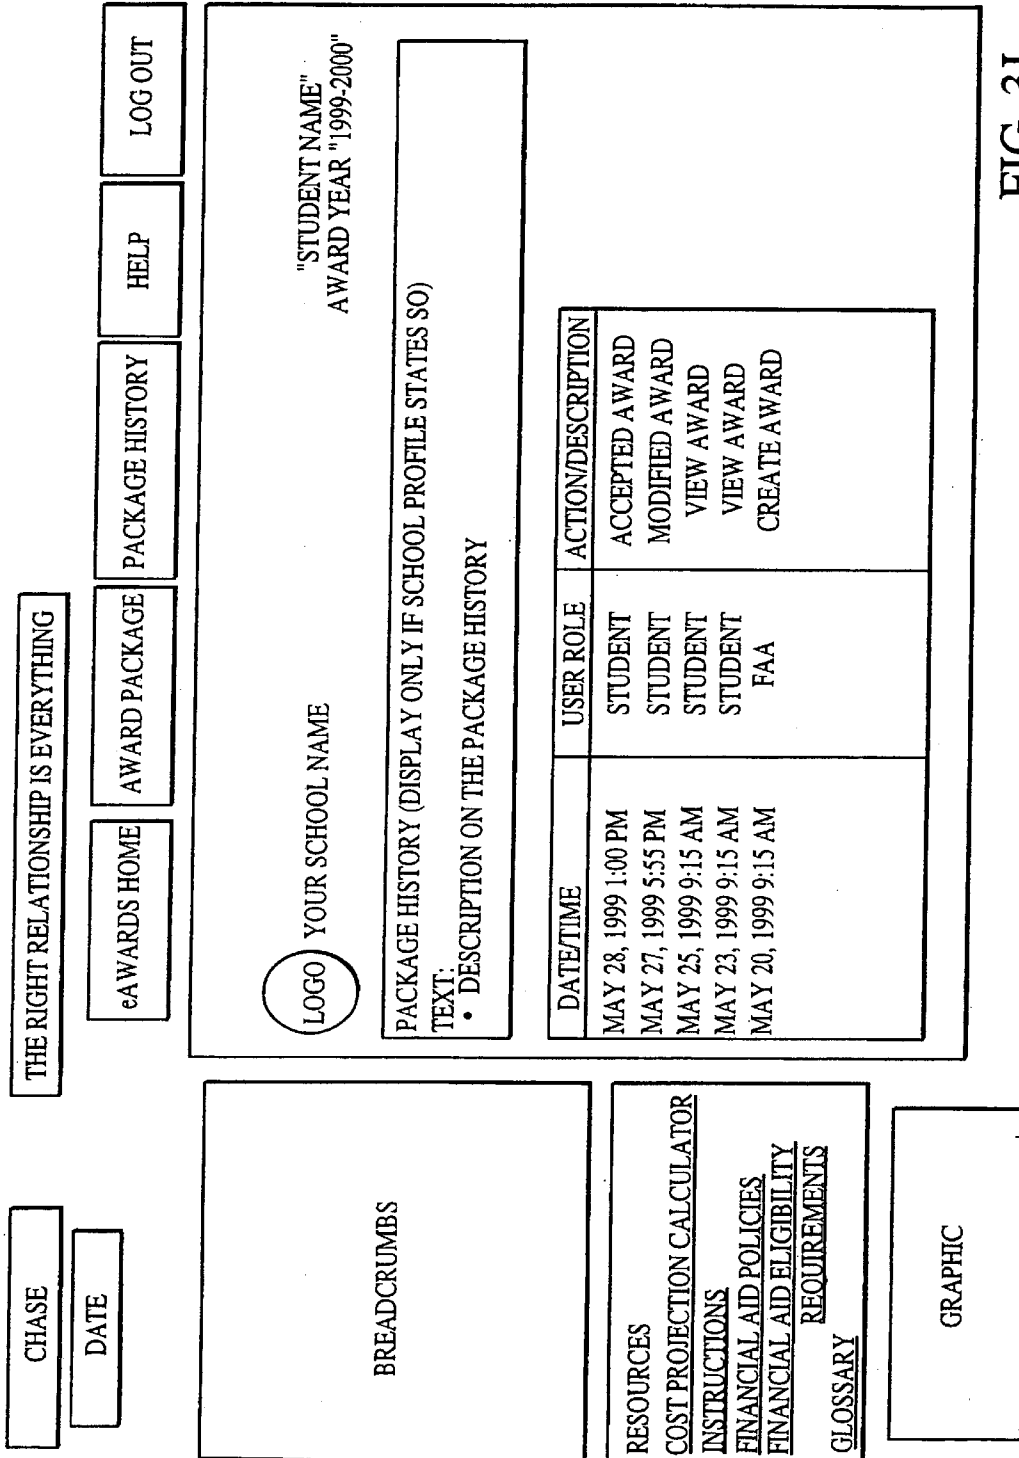 CHASE
THE RIGHT RELATIONSHIP IS EVERYTHING
DATE
eAWARDS HOME
AWARD PACKAGE
PACKAGE HISTORY
HELP
LOG OUT
BREADCRUMBS
LOGO
YOUR SCHOOL NAME
"STUDENT NAME"
AWARD YEAR "1999-2000"
PACKAGE HISTORY (DISPLAY ONLY IF SCHOOL PROFILE STATES SO)
TEXT:
• DESCRIPTION ON THE PACKAGE HISTORY
DATE/TIME USER ROLE ACTION/DESCRIPTION
MAY 28, 1999 1:00 PM STUDENT ACCEPTED AWARD
MAY 27, 1999 5:55 PM STUDENT MODIFIED AWARD
MAY 25, 1999 9:15 AM STUDENT VIEW AWARD
MAY 23, 1999 9:15 AM STUDENT VIEW AWARD
MAY 20, 1999 9:15 AM FAA CREATE AWARD
RESOURCES
COST PROJECTION CALCULATOR
INSTRUCTIONS
FINANCIAL AID POLICIES
FINANCIAL AID ELIGIBILITY
REQUIREMENTS
GLOSSARY
GRAPHIC